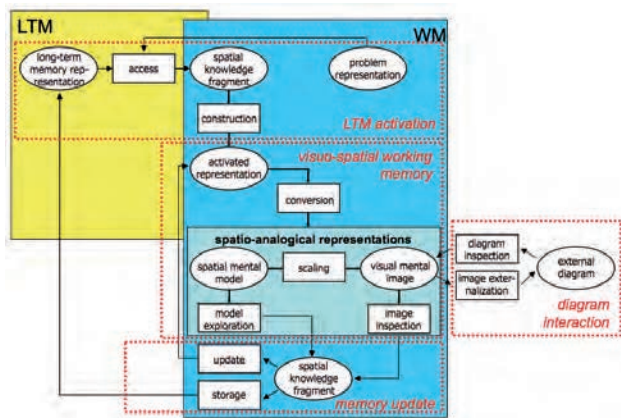 LTM
WM
long-term
memory rep-
resentation
access
spatial
knowledge
fragment
problem
representation
construction
LTM activation
activated
representation
visuo-spatial working
memory
conversion
spatio-analogical representations
spatial mental
model
scaling
visual mental
image
model
exploration
image
inspection
diagram
inspection
image exter-
nalization
external
diagram
diagram
interaction
update
storage
spatial
knowledge
fragment
memory update